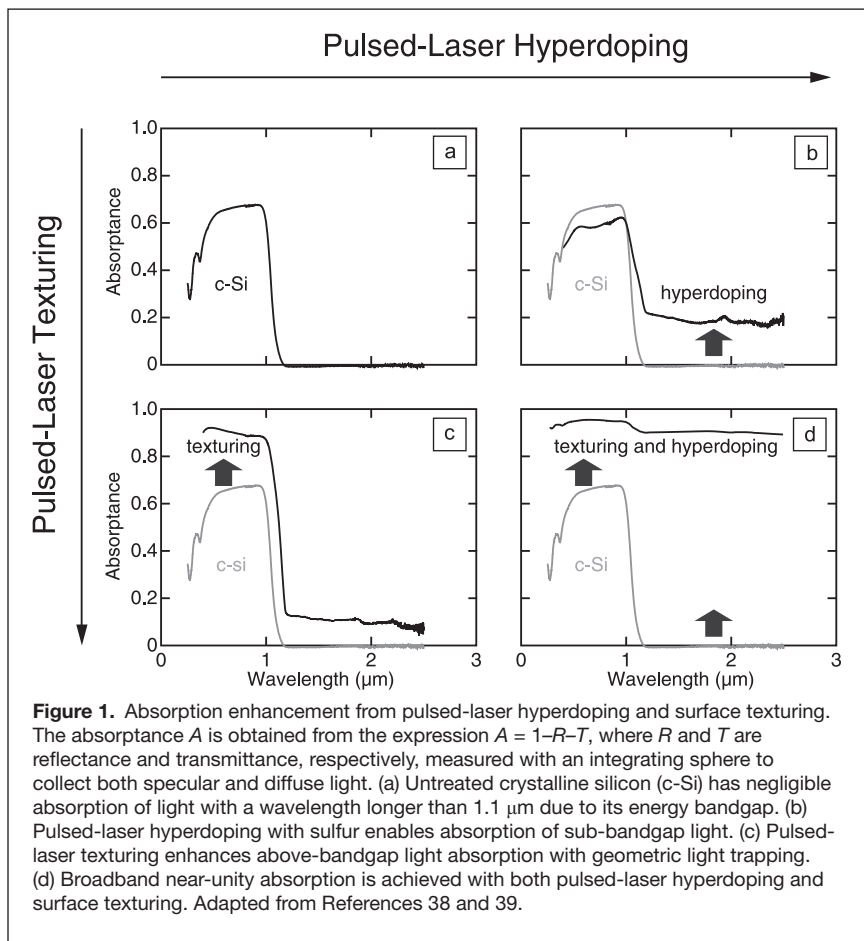 Pulsed-Laser Hyperdoping
Pulsed-Laser Texturing
1.0
0.8
0.6
0.4
0.2
0
Absorptance
0
1
2
3
a
c-Si
0
1
2
3
b
c-Si
hyperdoping
1.0
0.8
0.6
0.4
0.2
0
Absorptance
0
1
2
3
Wavelength (µm)
c
texturing
c-si
0
1
2
3
Wavelength (µm)
d
texturing and hyperdoping
c-Si
Figure 1. Absorption enhancement from pulsed-laser hyperdoping and surface texturing.
The absorptance A is obtained from the expression A = 1–R–T, where R and T are
reflectance and transmittance, respectively, measured with an integrating sphere to
collect both specular and diffuse light. (a) Untreated crystalline silicon (c-Si) has negligible
absorption of light with a wavelength longer than 1.1 µm due to its energy bandgap. (b)
Pulsed-laser hyperdoping with sulfur enables absorption of sub-bandgap light. (c) Pulsed-
laser texturing enhances above-bandgap light absorption with geometric light trapping.
(d) Broadband near-unity absorption is achieved with both pulsed-laser hyperdoping and
surface texturing. Adapted from References 38 and 39.